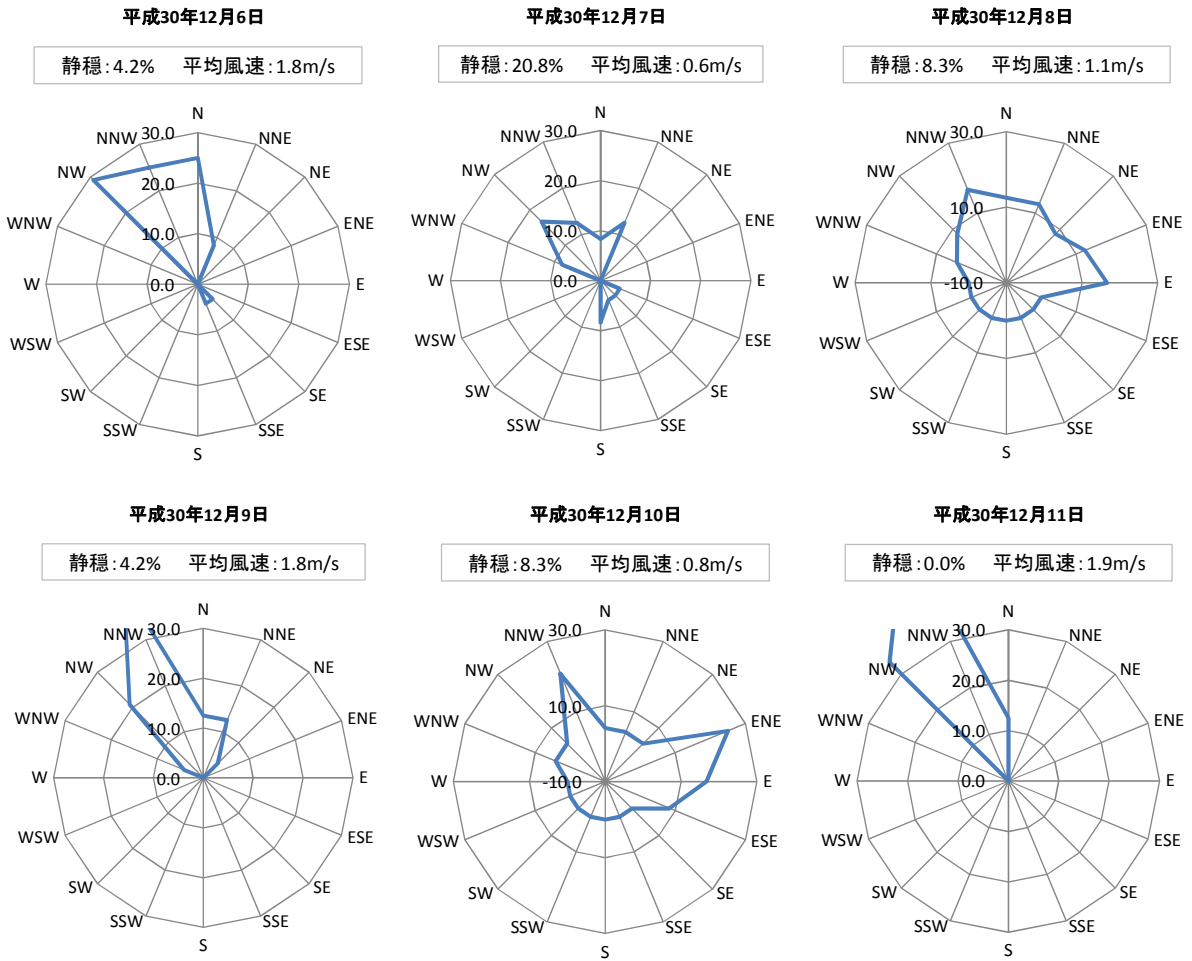 平成30年12月6日
静穏:4.2% 平均風速:1.8m/s
N
NNW 30.0 NNE
NW NE
20.0
WNW ENE
10.0
W 0.0 E
WSW ESE
SW SE
SSW SSE
S
平成30年12月7日
静穏:20.8% 平均風速:0.6m/s
N
NNW 30.0 NNE
NW NE
20.0
WNW ENE
10.0
W 0.0 E
WSW ESE
SW SE
SSW SSE
S
平成30年12月8日
静穏:8.3% 平均風速:1.1m/s
N
30.0
NNW NNE
NW NE
10.0
WNW ENE
W -10.0 E
WSW ESE
SW SE
SSW SSE
S
平成30年12月9日
静穏:4.2% 平均風速:1.8m/s
N
NNW 30.0 NNE
NW NE
20.0
WNW ENE
10.0
W 0.0 E
WSW ESE
SW SE
SSW SSE
S
平成30年12月10日
静穏:8.3% 平均風速:0.8m/s
N
30.0
NNW NNE
NW NE
10.0
WNW ENE
W -10.0 E
WSW ESE
SW SE
SSW SSE
S
平成30年12月11日
静穏:0.0% 平均風速:1.9m/s
N
NNW 30.0 NNE
NW NE
20.0
WNW ENE
10.0
W 0.0 E
WSW ESE
SW SE
SSW SSE
S